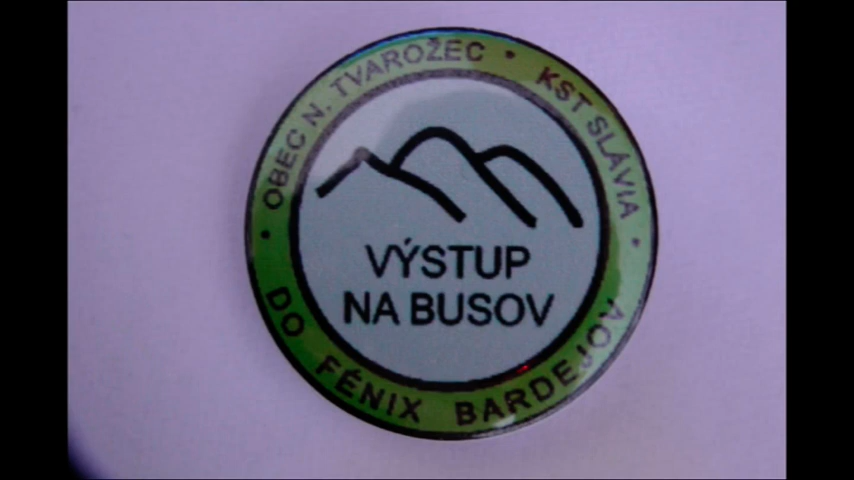 OBEC N. TVAROŽEC • KST SLÁVIA •
VÝSTUP
NA BUSOV
DO FÉNIX BARDEJOV